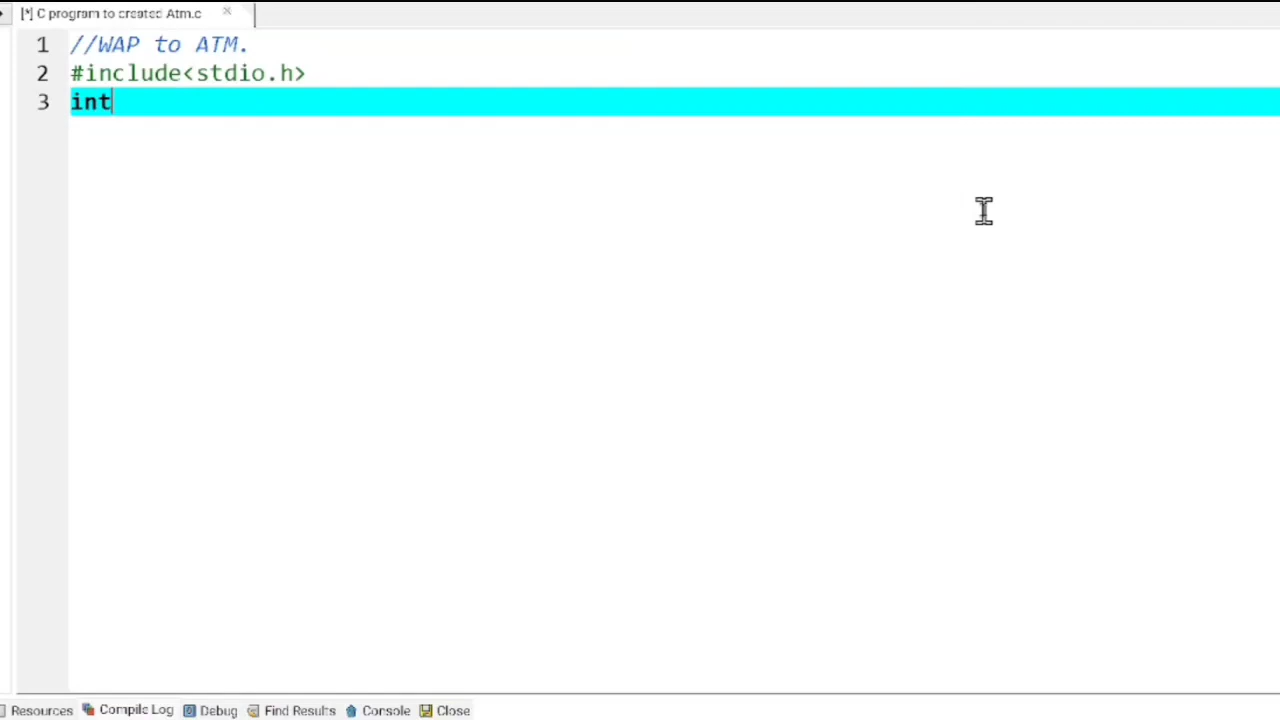 [*] C program to created Atm.c
1 //WAP to ATM.
2 #include<stdio.h>
3 int
Resources Compile Log Debug Find Results Console Close